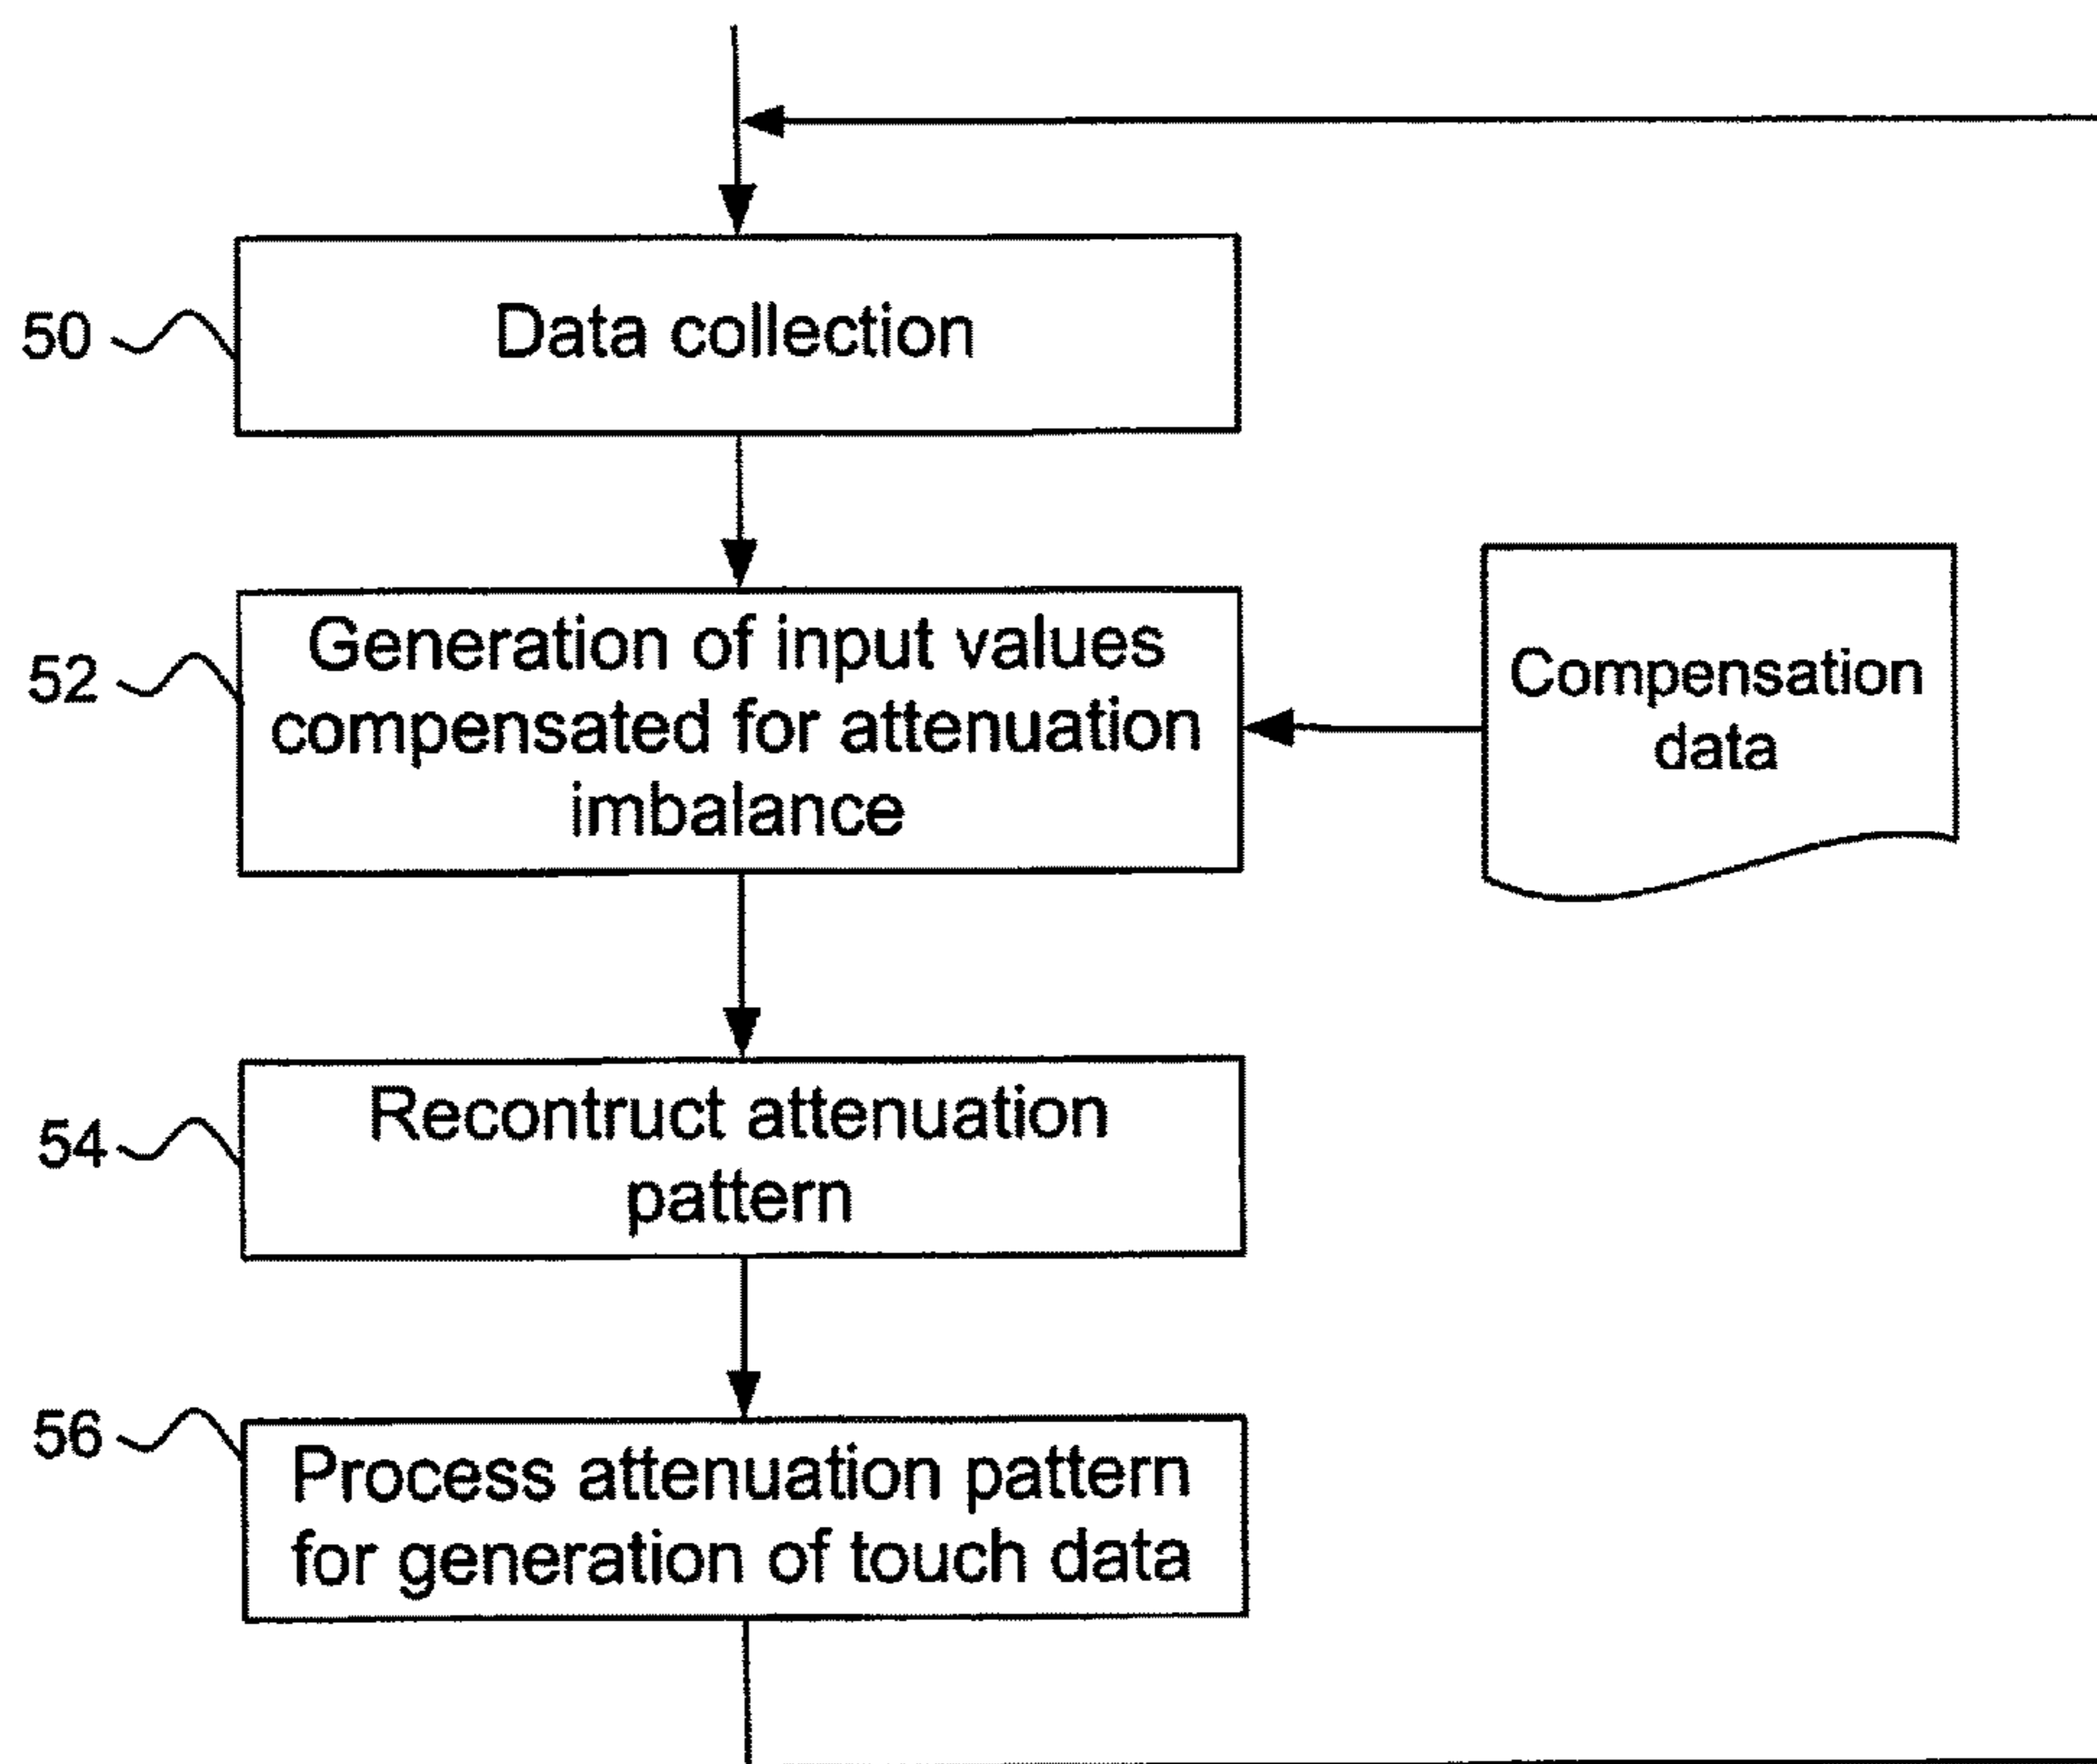 50
Data collection
52
Generation of input values
compensated for attenuation
imbalance
Compensation
data
54
Recontruct attenuation
pattern
56
Process attenuation pattern
for generation of touch data